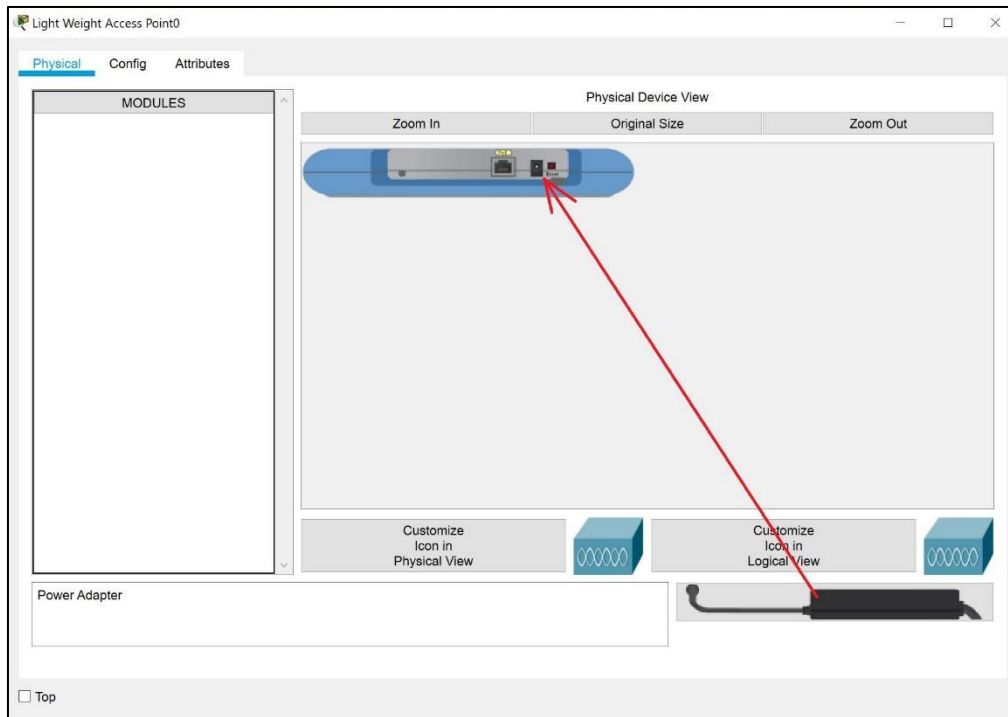 Light Weight Access Point0
Physical Config Attributes
MODULES
Physical Device View
Zoom In Original Size Zoom Out
Reset
Customize
Icon in
Physical View
Customize
Icon in
Logical View
Power Adapter
Top